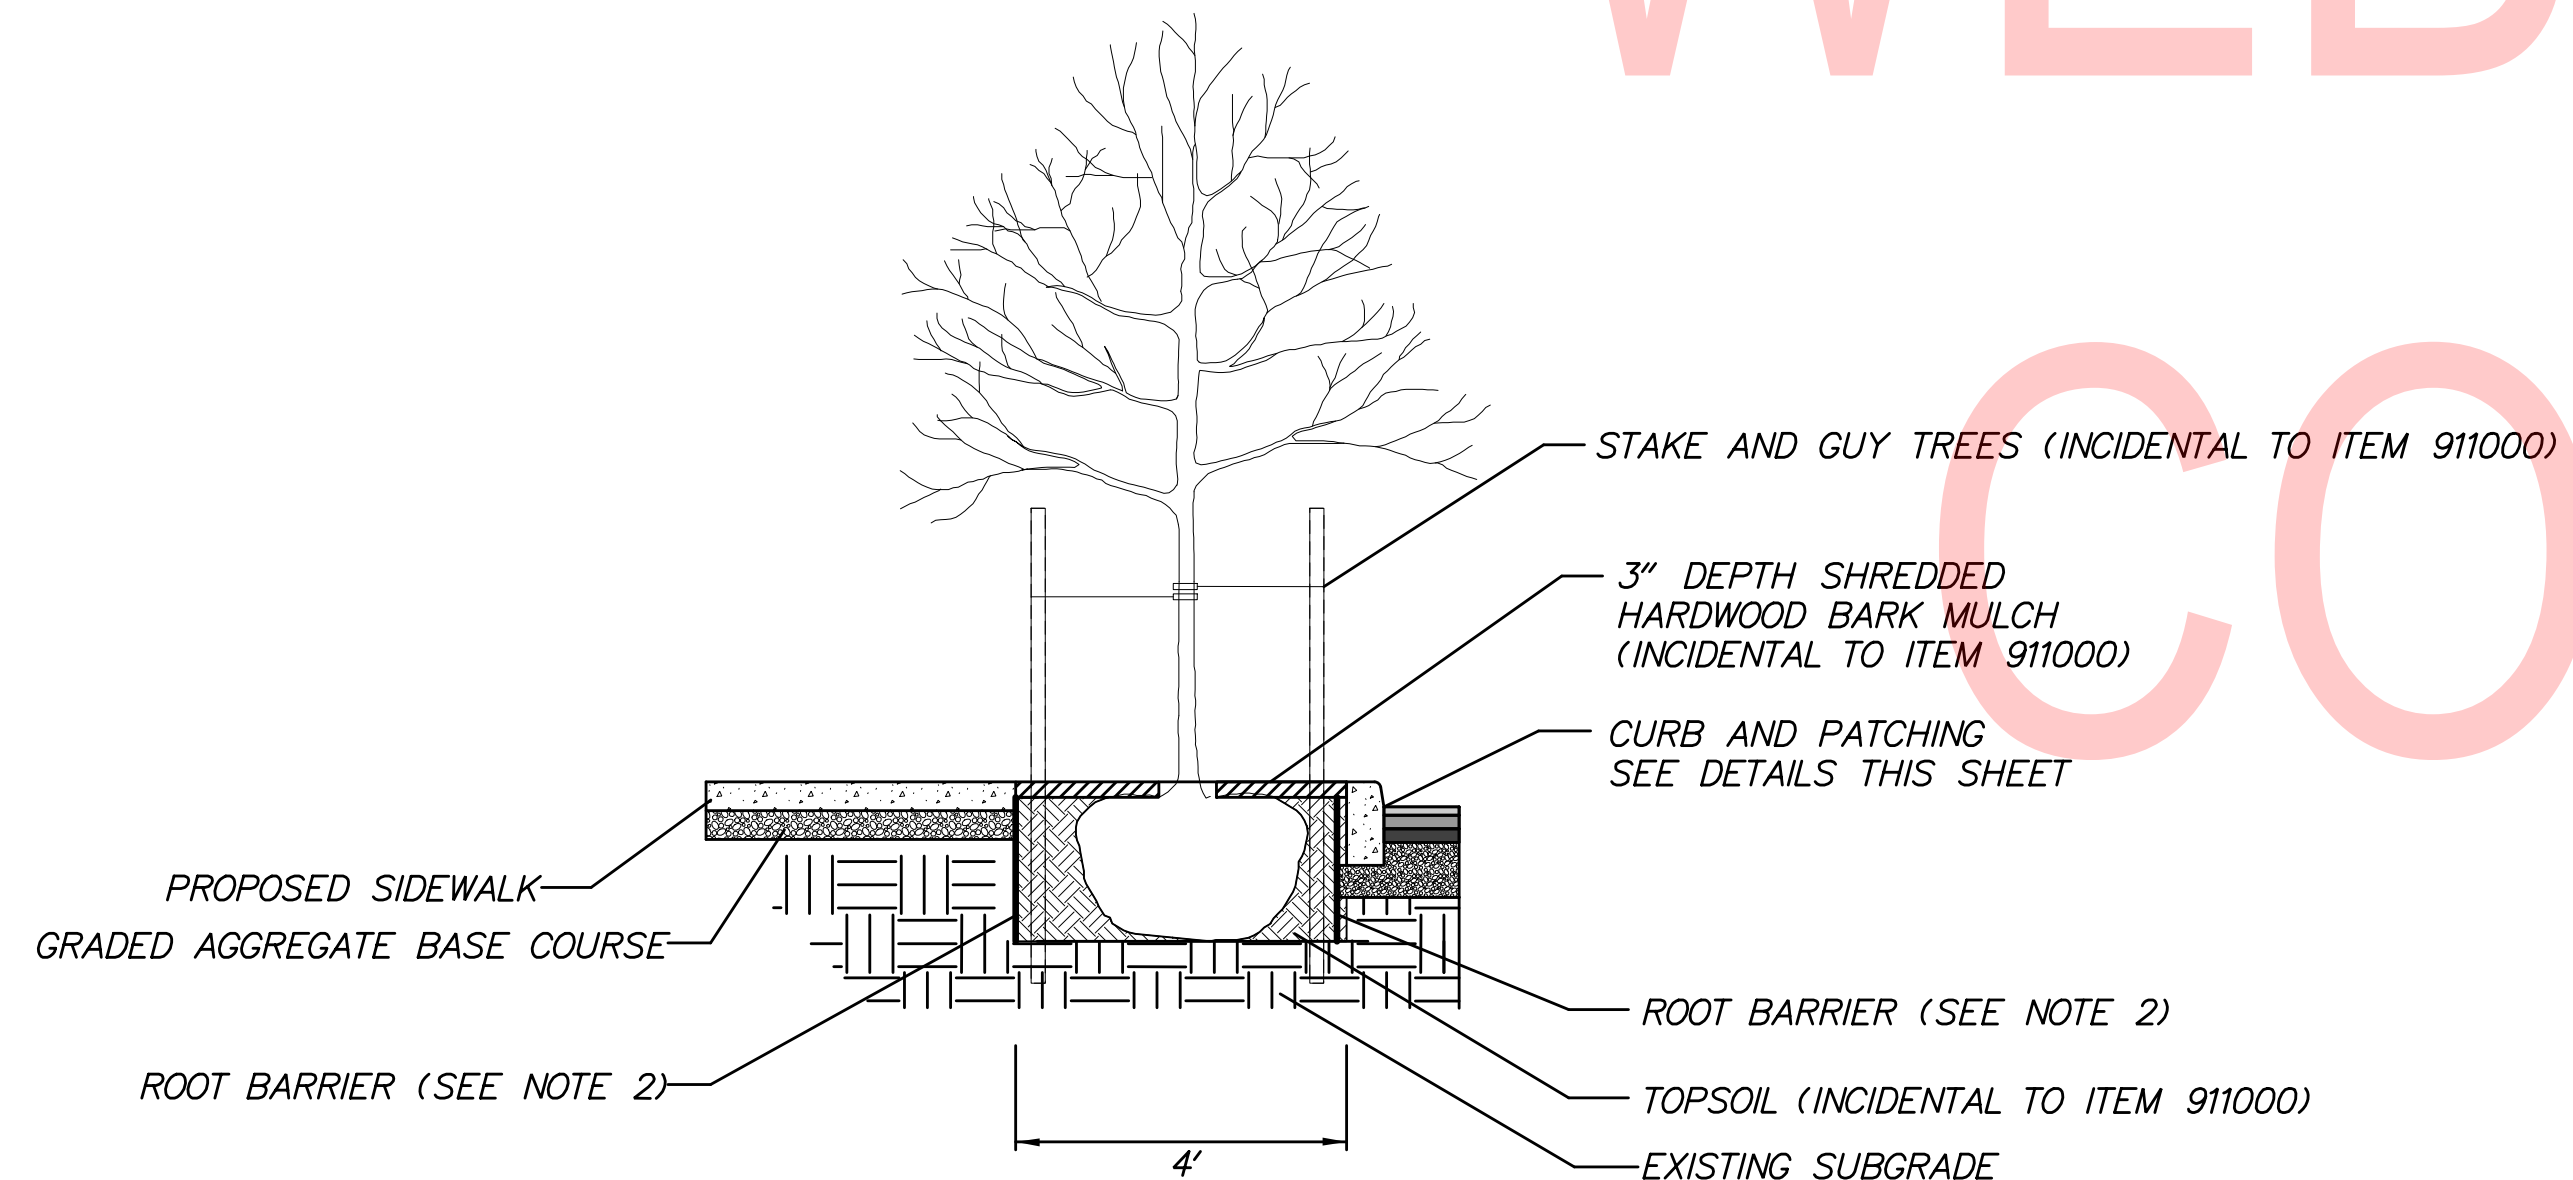 WEB
CO
STAKE AND GUY TREES (INCIDENTAL TO ITEM 911000)
3" DEPTH SHREDDED
HARDWOOD BARK MULCH
(INCIDENTAL TO ITEM 911000)
CURB AND PATCHING
SEE DETAILS THIS SHEET
PROPOSED SIDEWALK
GRADED AGGREGATE BASE COURSE
ROOT BARRIER (SEE NOTE 2)
ROOT BARRIER (SEE NOTE 2)
TOPSOIL (INCIDENTAL TO ITEM 911000)
EXISTING SUBGRADE
4'